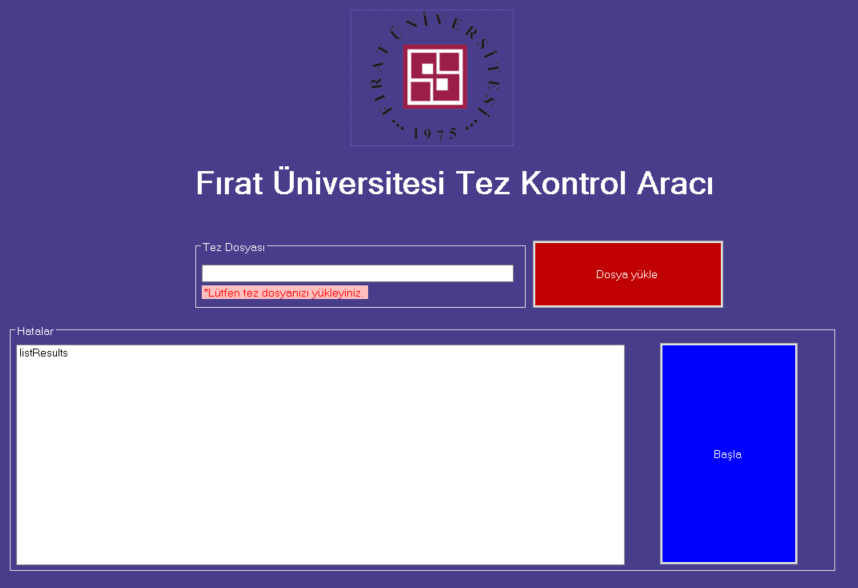 FIRAT ÜNİVERSİTESİ
...1975...
Fırat Üniversitesi Tez Kontrol Aracı
Tez Dosyası
Dosya yükle
*Lütfen tez dosyanızı yükleyiniz.
Hatalar
listResults
Başla